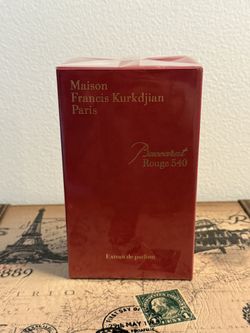 Maison
Francis Kurkdjian
Paris
Baccarat
Rouge 540
Extrait de parfum